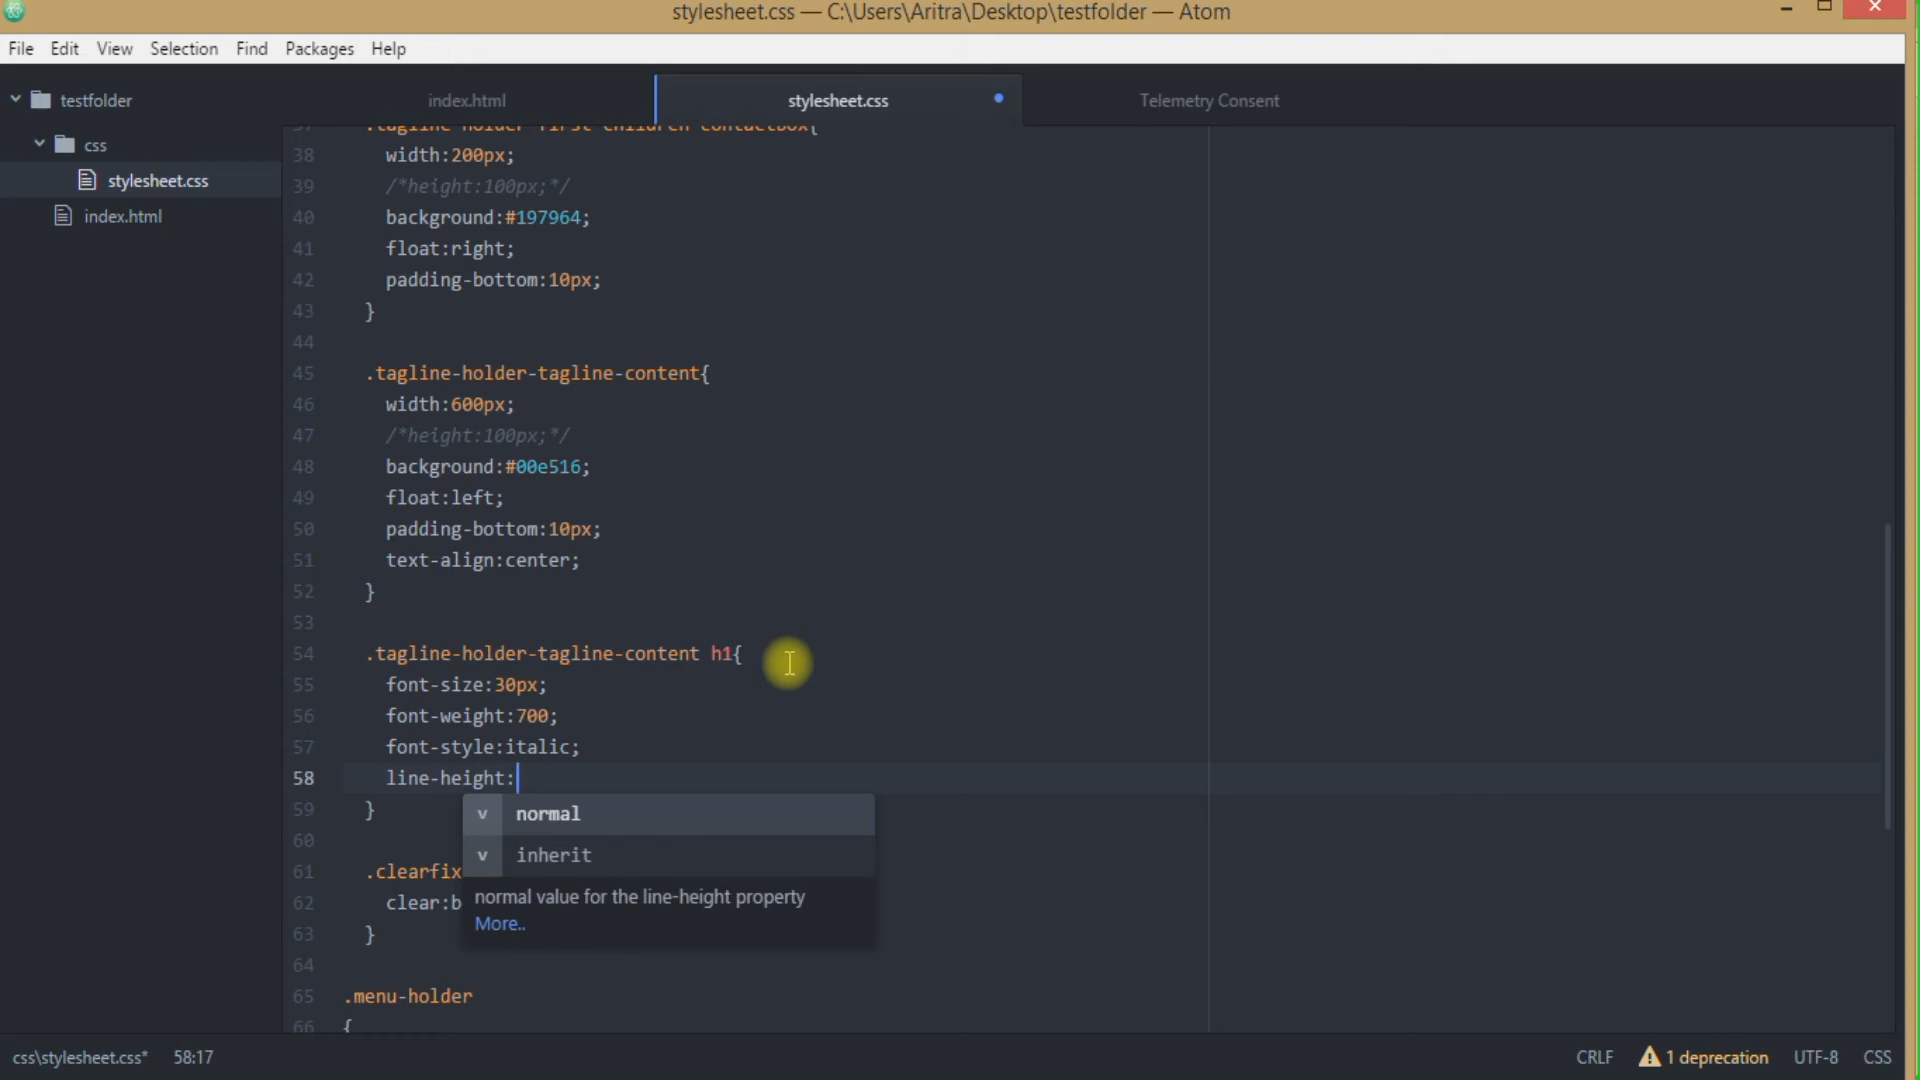 stylesheet.css — C:\Users\Aritra\Desktop\testfolder — Atom
File Edit View Selection Find Packages Help
testfolder
css
stylesheet.css
index.html
index.html stylesheet.css Telemetry Consent
37 .tagline-holder-first-children-contactbox{
38 width:200px;
39 /*height:100px;*/
40 background:#197964;
41 float:right;
42 padding-bottom:10px;
43 }
44
45 .tagline-holder-tagline-content{
46 width:600px;
47 /*height:100px;*/
48 background:#00e516;
49 float:left;
50 padding-bottom:10px;
51 text-align:center;
52 }
53
54 .tagline-holder-tagline-content h1{
55 font-size:30px;
56 font-weight:700;
57 font-style:italic;
58 line-height:
59 }
60
61 .clearfix
62 clear:b
63 }
64
65 .menu-holder
66 {
v normal
v inherit
normal value for the line-height property
More..
css\stylesheet.css* 58:17 CRLF 1 deprecation UTF-8 CSS